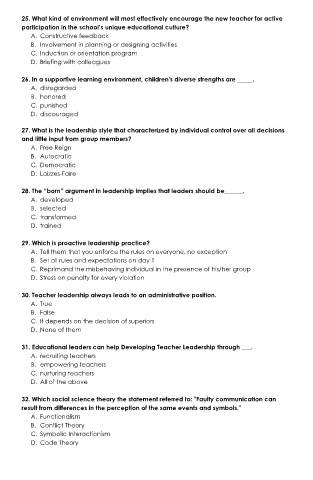 25. What kind of environment will most effectively encourage the new teacher for active
participation in the school's unique educational culture?
A. Constructive feedback
B. Involvement in planning or designing activities
C. Induction or orientation program
D. Briefing with colleagues
26. In a supportive learning environment, children's diverse strengths are _____.
A. disregarded
B. honored
C. punished
D. discouraged
27. What is the leadership style that characterized by individual control over all decisions
and little input from group members?
A. Free Reign
B. Autocratic
C. Democratic
D. Laizzes-Faire
28. The "born" argument in leadership implies that leaders should be______.
A. developed
B. selected
C. transformed
D. trained
29. Which is proactive leadership practice?
A. Tell them that you enforce the rules on everyone, no exception
B. Set all rules and expectations on day 1
C. Reprimand the misbehaving individual in the presence of his/her group
D. Stress on penalty for every violation
30. Teacher leadership always leads to an administrative position.
A. True
B. False
C. It depends on the decision of superiors
D. None of them
31. Educational leaders can help Developing Teacher Leadership through ___.
A. recruiting teachers
B. empowering teachers
C. nurturing teachers
D. All of the above
32. Which social science theory the statement referred to: "Faulty communication can
result from differences in the perception of the same events and symbols."
A. Functionalism
B. Conflict Theory
C. Symbolic Interactionism
D. Code Theory